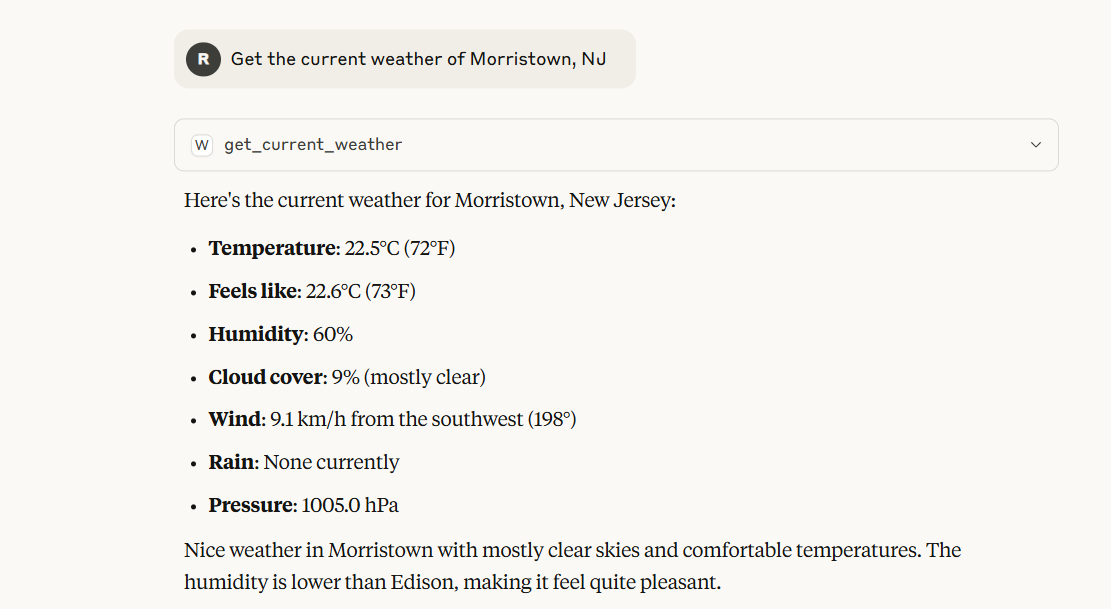 R Get the current weather of Morristown, NJ
W get_current_weather
Here's the current weather for Morristown, New Jersey:
• Temperature: 22.5°C (72°F)
• Feels like: 22.6°C (73°F)
• Humidity: 60%
• Cloud cover: 9% (mostly clear)
• Wind: 9.1 km/h from the southwest (198°)
• Rain: None currently
• Pressure: 1005.0 hPa
Nice weather in Morristown with mostly clear skies and comfortable temperatures. The
humidity is lower than Edison, making it feel quite pleasant.